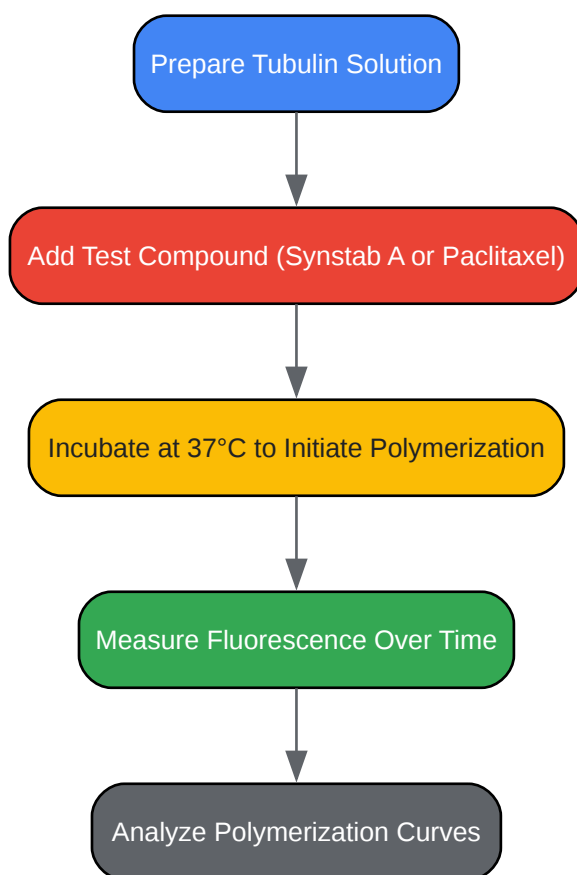 Prepare Tubulin Solution
Add Test Compound (Synstab A or Paclitaxel)
Incubate at 37°C to Initiate Polymerization
Measure Fluorescence Over Time
Analyze Polymerization Curves